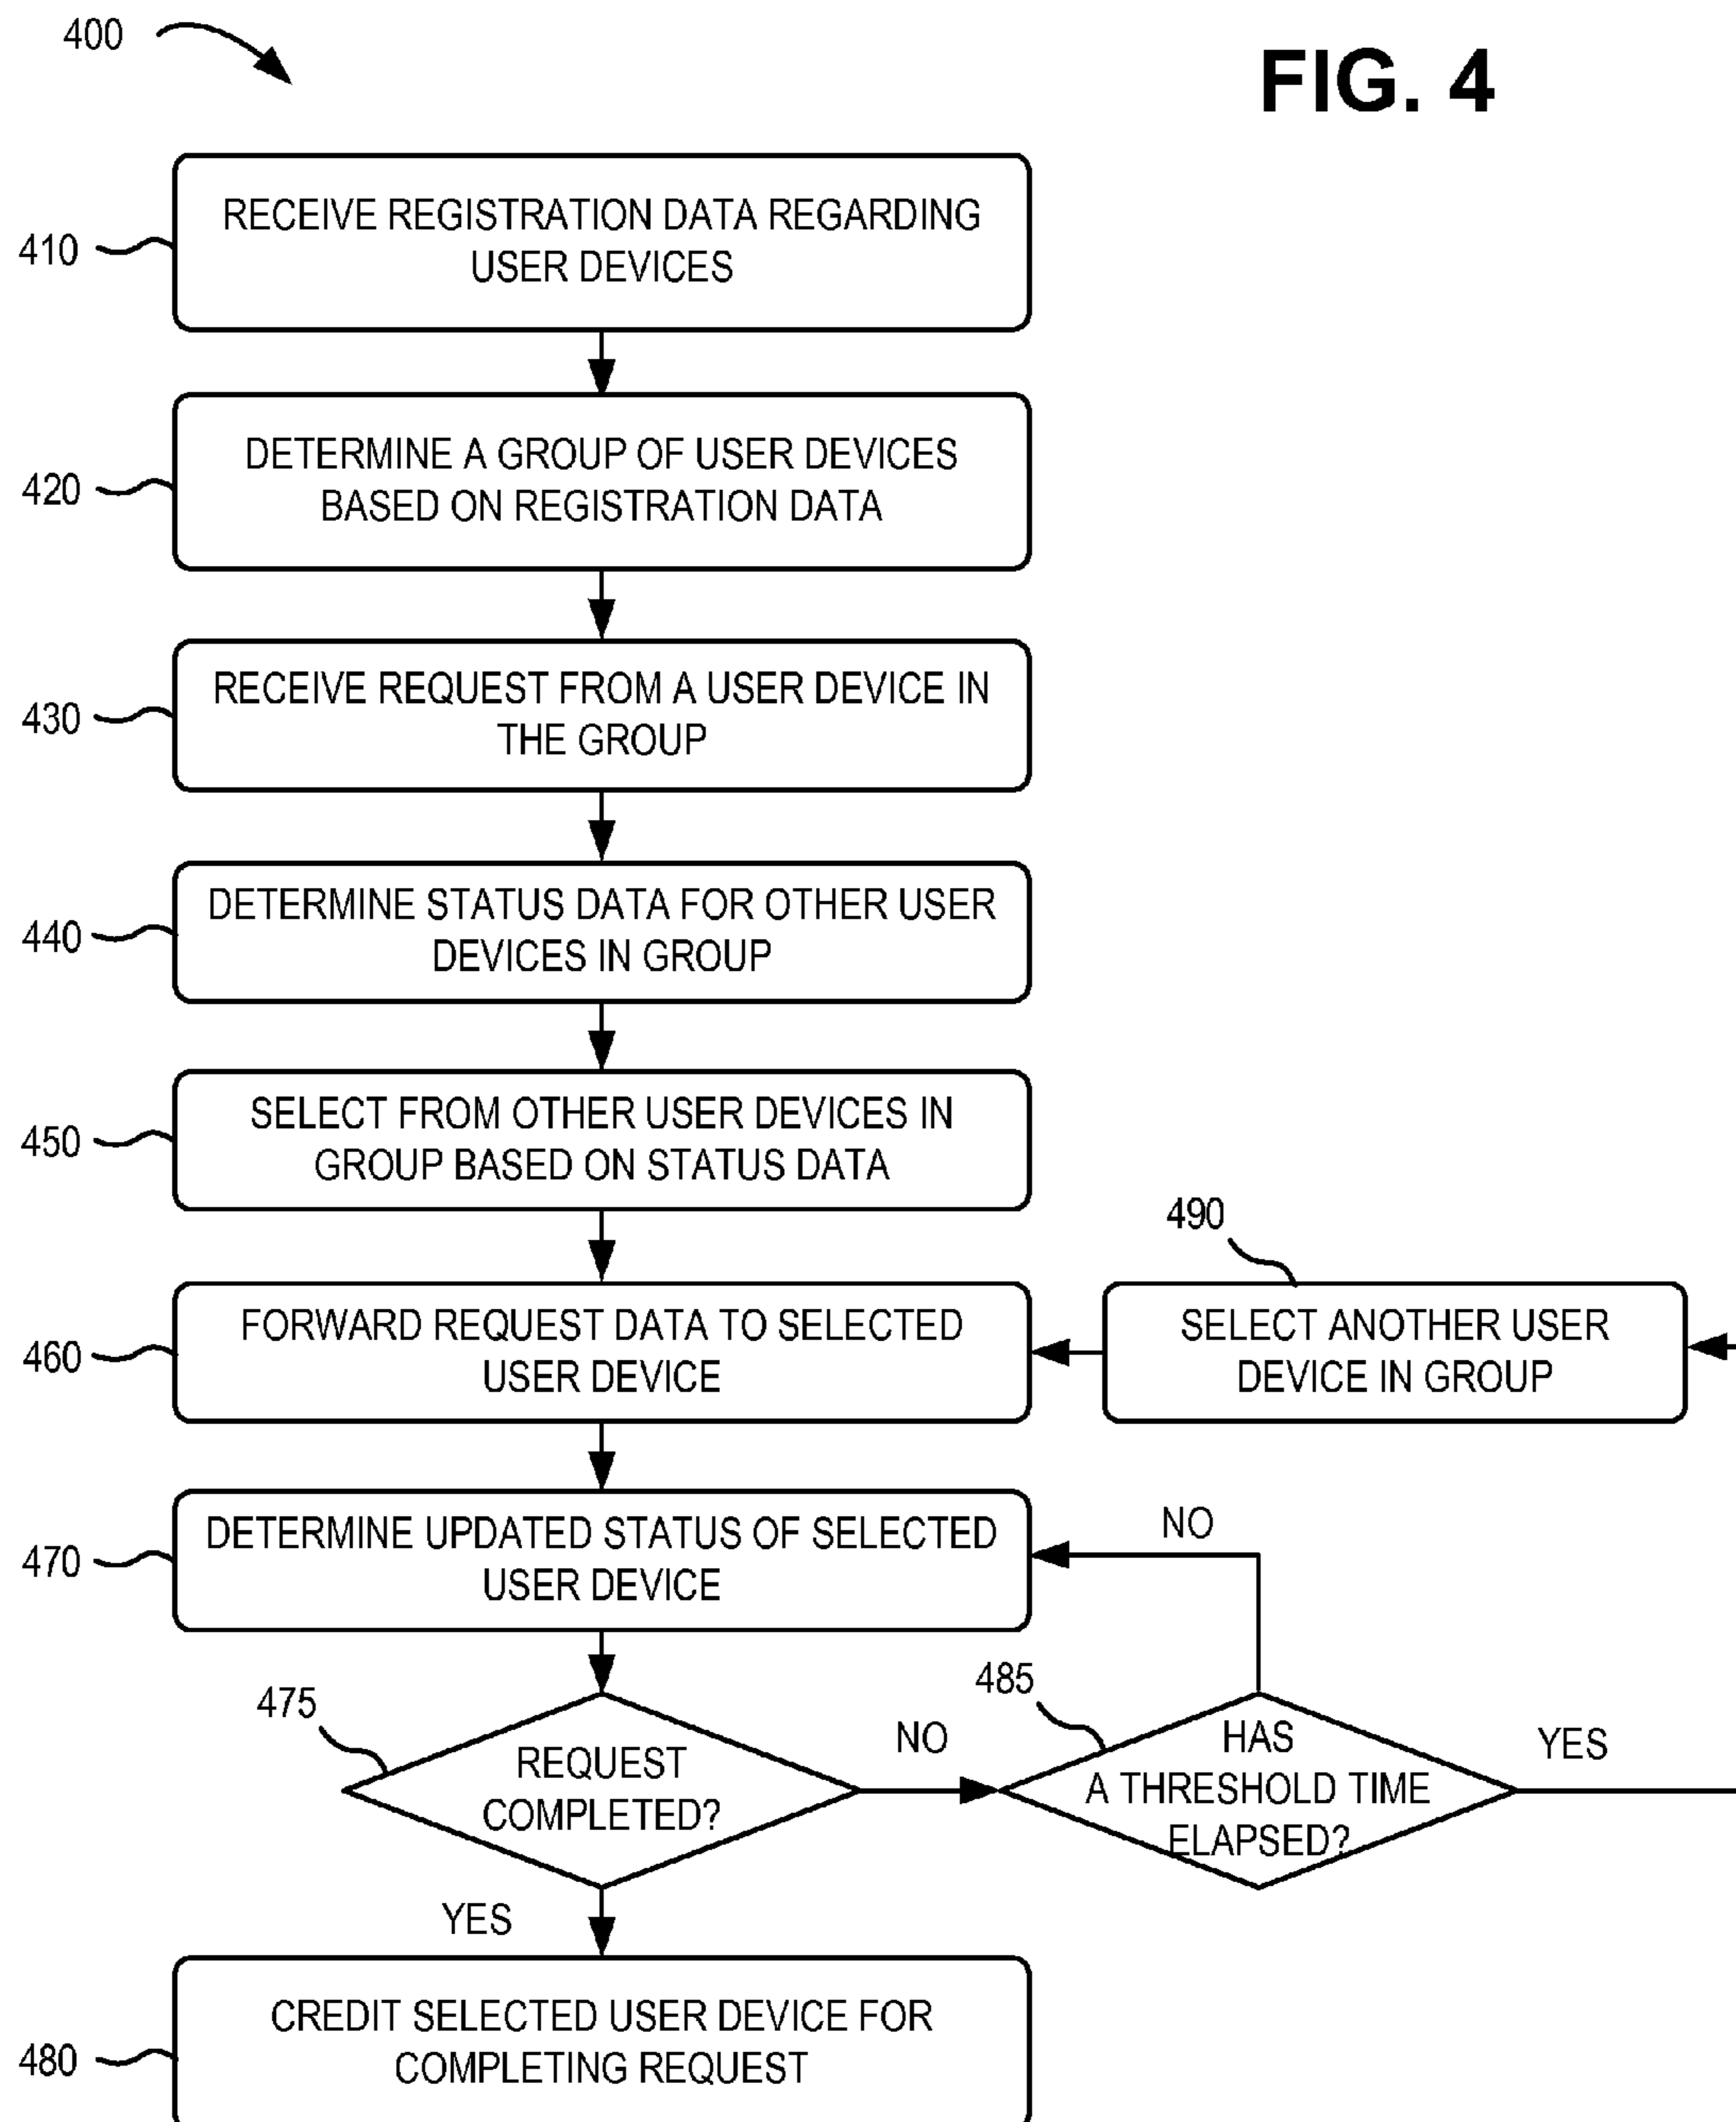 400
FIG. 4
410
RECEIVE REGISTRATION DATA REGARDING
USER DEVICES
420
DETERMINE A GROUP OF USER DEVICES
BASED ON REGISTRATION DATA
430
RECEIVE REQUEST FROM A USER DEVICE IN
THE GROUP
440
DETERMINE STATUS DATA FOR OTHER USER
DEVICES IN GROUP
450
SELECT FROM OTHER USER DEVICES IN
GROUP BASED ON STATUS DATA
460
FORWARD REQUEST DATA TO SELECTED
USER DEVICE
490
SELECT ANOTHER USER
DEVICE IN GROUP
470
DETERMINE UPDATED STATUS OF SELECTED
USER DEVICE
NO
475
REQUEST
COMPLETED?
NO
485
HAS
A THRESHOLD TIME
ELAPSED?
YES
YES
480
CREDIT SELECTED USER DEVICE FOR
COMPLETING REQUEST